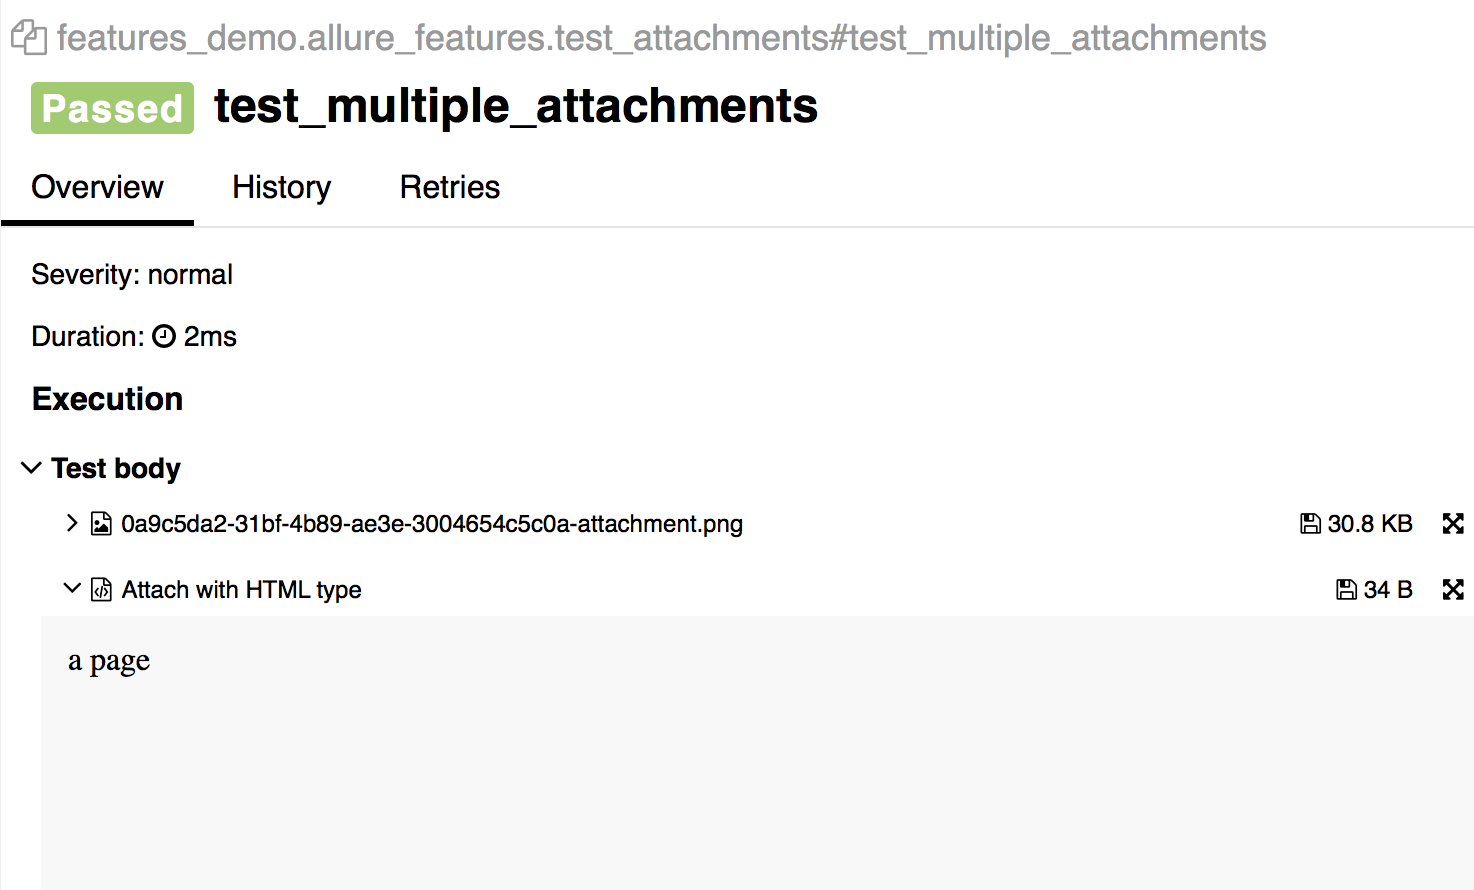 features_demo.allure_features.test_attachments#test_multiple_attachments
Passed test_multiple_attachments
Overview History Retries
Severity: normal
Duration: 2ms
Execution
Test body
0a9c5da2-31bf-4b89-ae3e-3004654c5c0a-attachment.png 30.8 KB
Attach with HTML type 34 B
a page